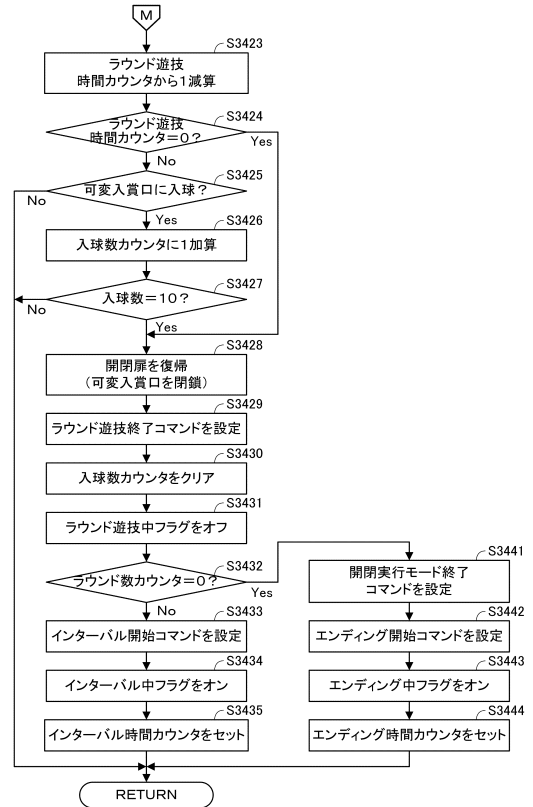 M
S3423
ラウンド遊技
時間カウンタから１減算
S3424
ラウンド遊技
時間カウンタ＝０？
Yes
No
S3425
可変入賞口に入球？
No
Yes
S3426
入球数カウンタに１加算
S3427
入球数＝１０？
No
Yes
S3428
開閉扉を復帰
（可変入賞口を閉鎖）
S3429
ラウンド遊技終了コマンドを設定
S3430
入球数カウンタをクリア
S3431
ラウンド遊技中フラグをオフ
S3432
ラウンド数カウンタ＝０？
Yes
No
S3433
インターバル開始コマンドを設定
S3434
インターバル中フラグをオン
S3435
インターバル時間カウンタをセット
S3441
開閉実行モード終了
コマンドを設定
S3442
エンディング開始コマンドを設定
S3443
エンディング中フラグをオン
S3444
エンディング時間カウンタをセット
RETURN